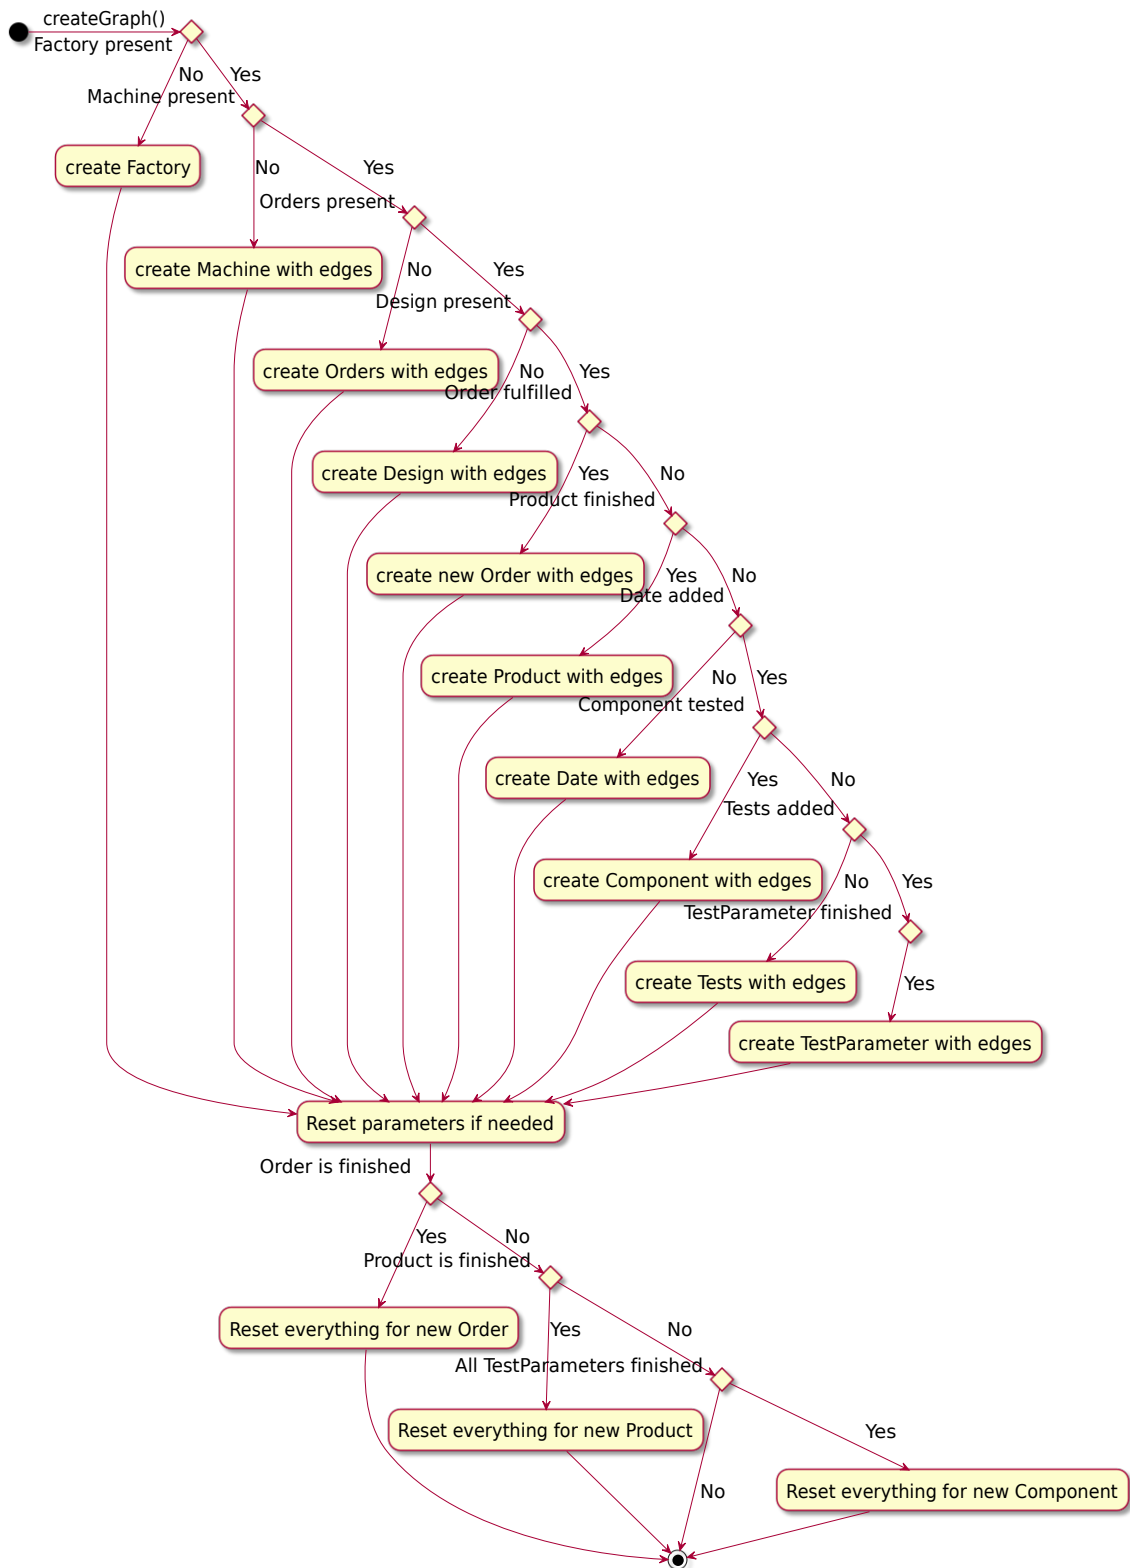 createGraph()
Factory present
No
Yes
Machine present
create Factory
No
Yes
Orders present
create Machine with edges
No
Yes
Design present
create Orders with edges
No
Yes
Order fulfilled
create Design with edges
Yes
No
Product finished
create new Order with edges
Yes
No
Date added
create Product with edges
No
Yes
Component tested
create Date with edges
Yes
No
Tests added
create Component with edges
No
Yes
TestParameter finished
create Tests with edges
Yes
create TestParameter with edges
Reset parameters if needed
Order is finished
Yes
No
Product is finished
Reset everything for new Order
Yes
No
All TestParameters finished
Reset everything for new Product
Yes
No
Reset everything for new Component